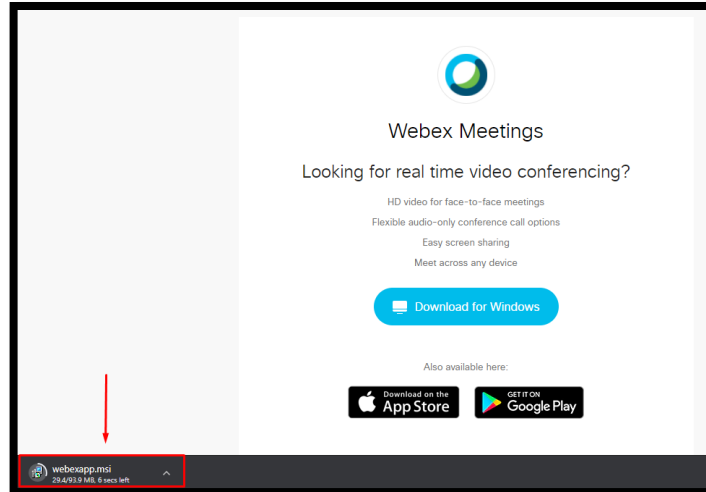 Webex Meetings
Looking for real time video conferencing?
HD video for face-to-face meetings
Flexible audio-only conference call options
Easy screen sharing
Meet across any device
Download for Windows
Also available here:
Download on the
App Store
GET IT ON
Google Play
webexapp.msi
29.4/93.9 MB, 6 secs left